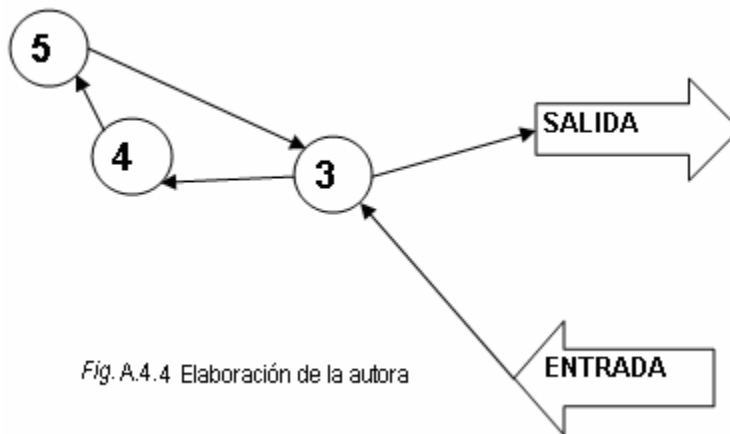 5
SALIDA
4
3
ENTRADA
Fig. A.4.4 Elaboración de la autora